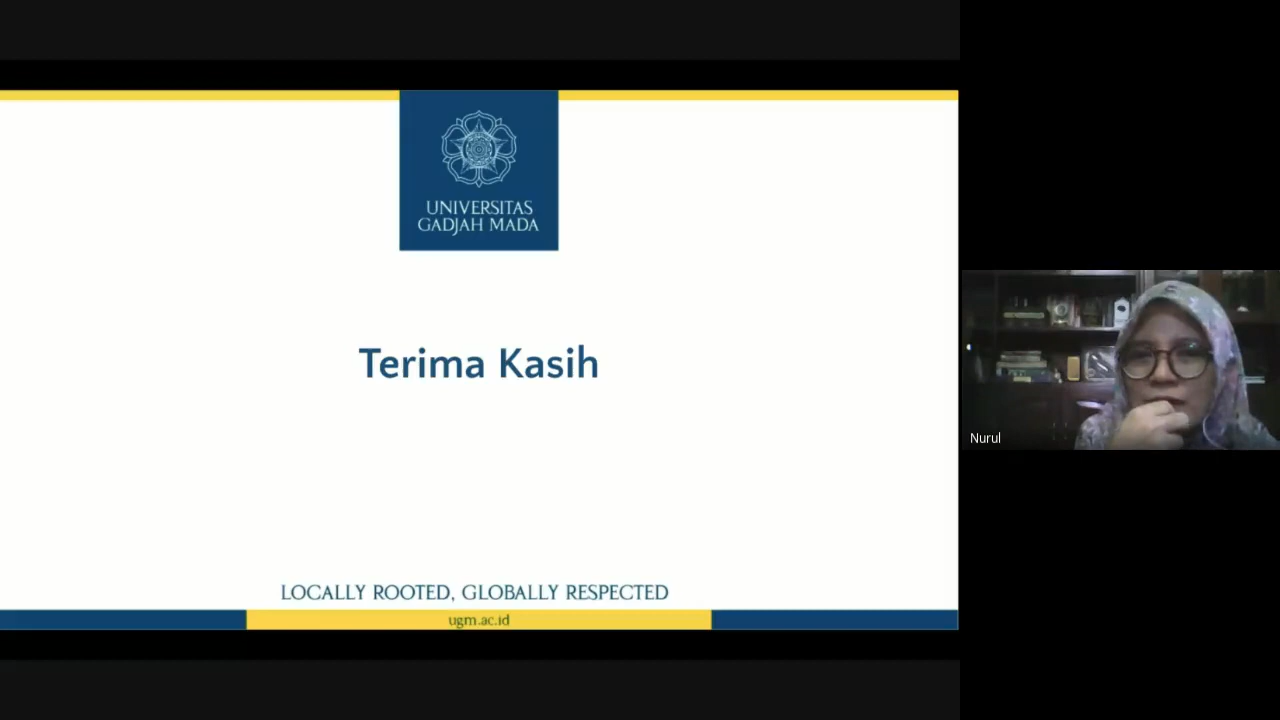 UNIVERSITAS
GADJAH MADA
Terima Kasih
LOCALLY ROOTED, GLOBALLY RESPECTED
ugm.ac.id
Nurul